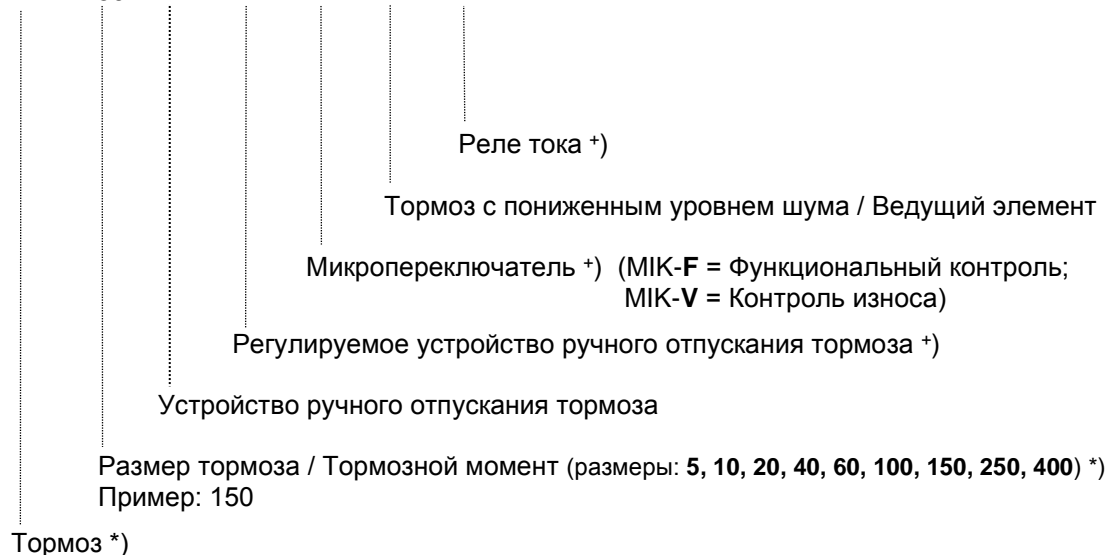 Реле тока +)
Тормоз с пониженным уровнем шума / Ведущий элемент
Микропереключатель +) (MIK-F = Функциональный контроль;
MIK-V = Контроль износа)
Регулируемое устройство ручного отпускания тормоза +)
Устройство ручного отпускания тормоза
Размер тормоза / Тормозной момент (размеры: 5, 10, 20, 40, 60, 100, 150, 250, 400) *)
Пример: 150
Тормоз *)